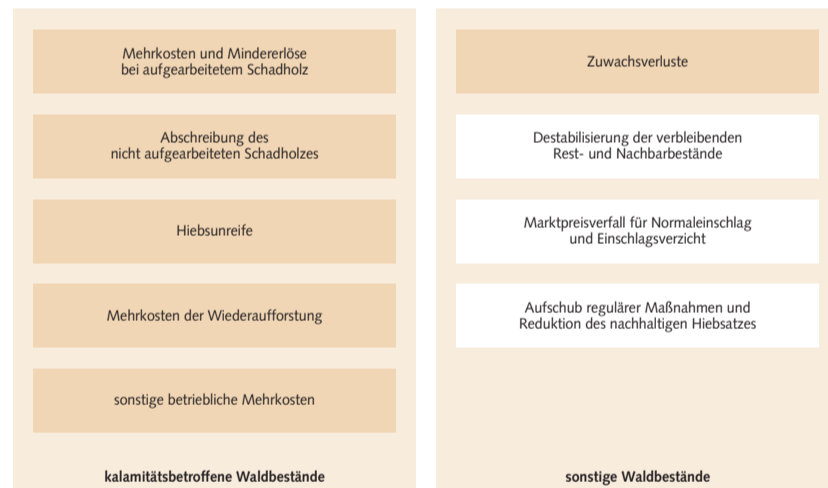 Mehrkosten und Mindererlöse
bei aufgearbeitetem Schadholz
Abschreibung des
nicht aufgearbeiteten Schadholzes
Hiebsunreife
Mehrkosten der Wiederaufforstung
sonstige betriebliche Mehrkosten
kalamitätsbetroffene Waldbestände
Zuwachsverluste
Destabilisierung der verbleibenden
Rest- und Nachbarbestände
Marktpreisverfall für Normaleinschlag
und Einschlagsverzicht
Aufschub regulärer Maßnahmen und
Reduktion des nachhaltigen Hiebsatzes
sonstige Waldbestände